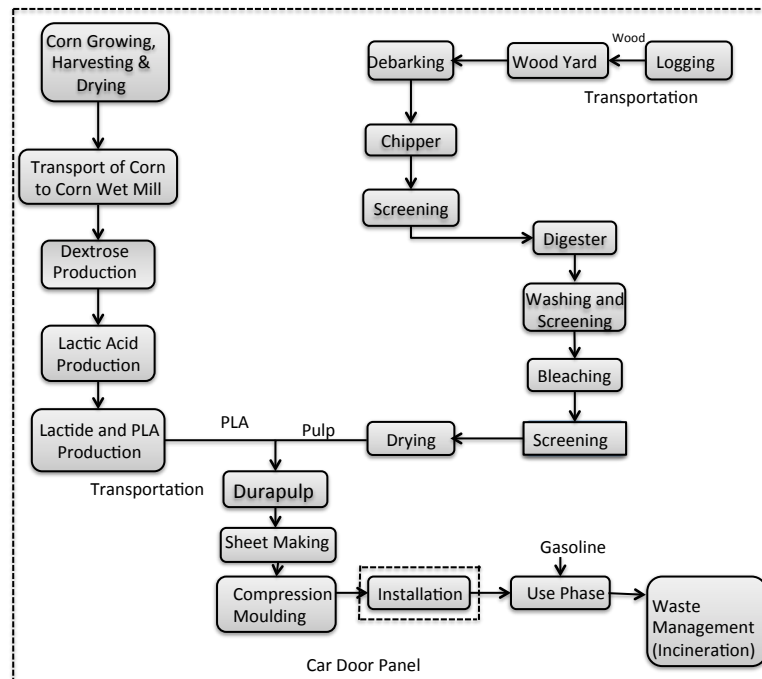 Corn Growing,
Harvesting &
Drying
Transport of Corn
to Corn Wet Mill
Dextrose
Production
Lactic Acid
Production
Lactide and PLA
Production
PLA
Transportation
Logging
Wood
Transportation
Wood Yard
Debarking
Chipper
Screening
Digester
Washing and
Screening
Bleaching
Screening
Drying
Pulp
Durapulp
Sheet Making
Compression
Moulding
Installation
Gasoline
Use Phase
Waste
Management
(Incineration)
Car Door Panel